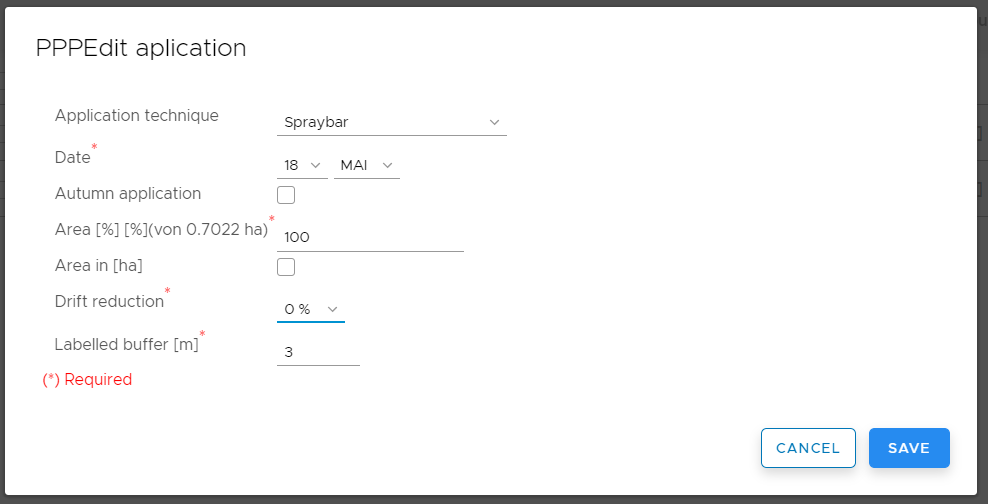 PPPEdit aplication
Application technique Spraybar
Date* 18 MAI
Autumn application
Area [%] [%](von 0.7022 ha)* 100
Area in [ha]
Drift reduction* 0 %
Labelled buffer [m]* 3
(*) Required
CANCEL SAVE